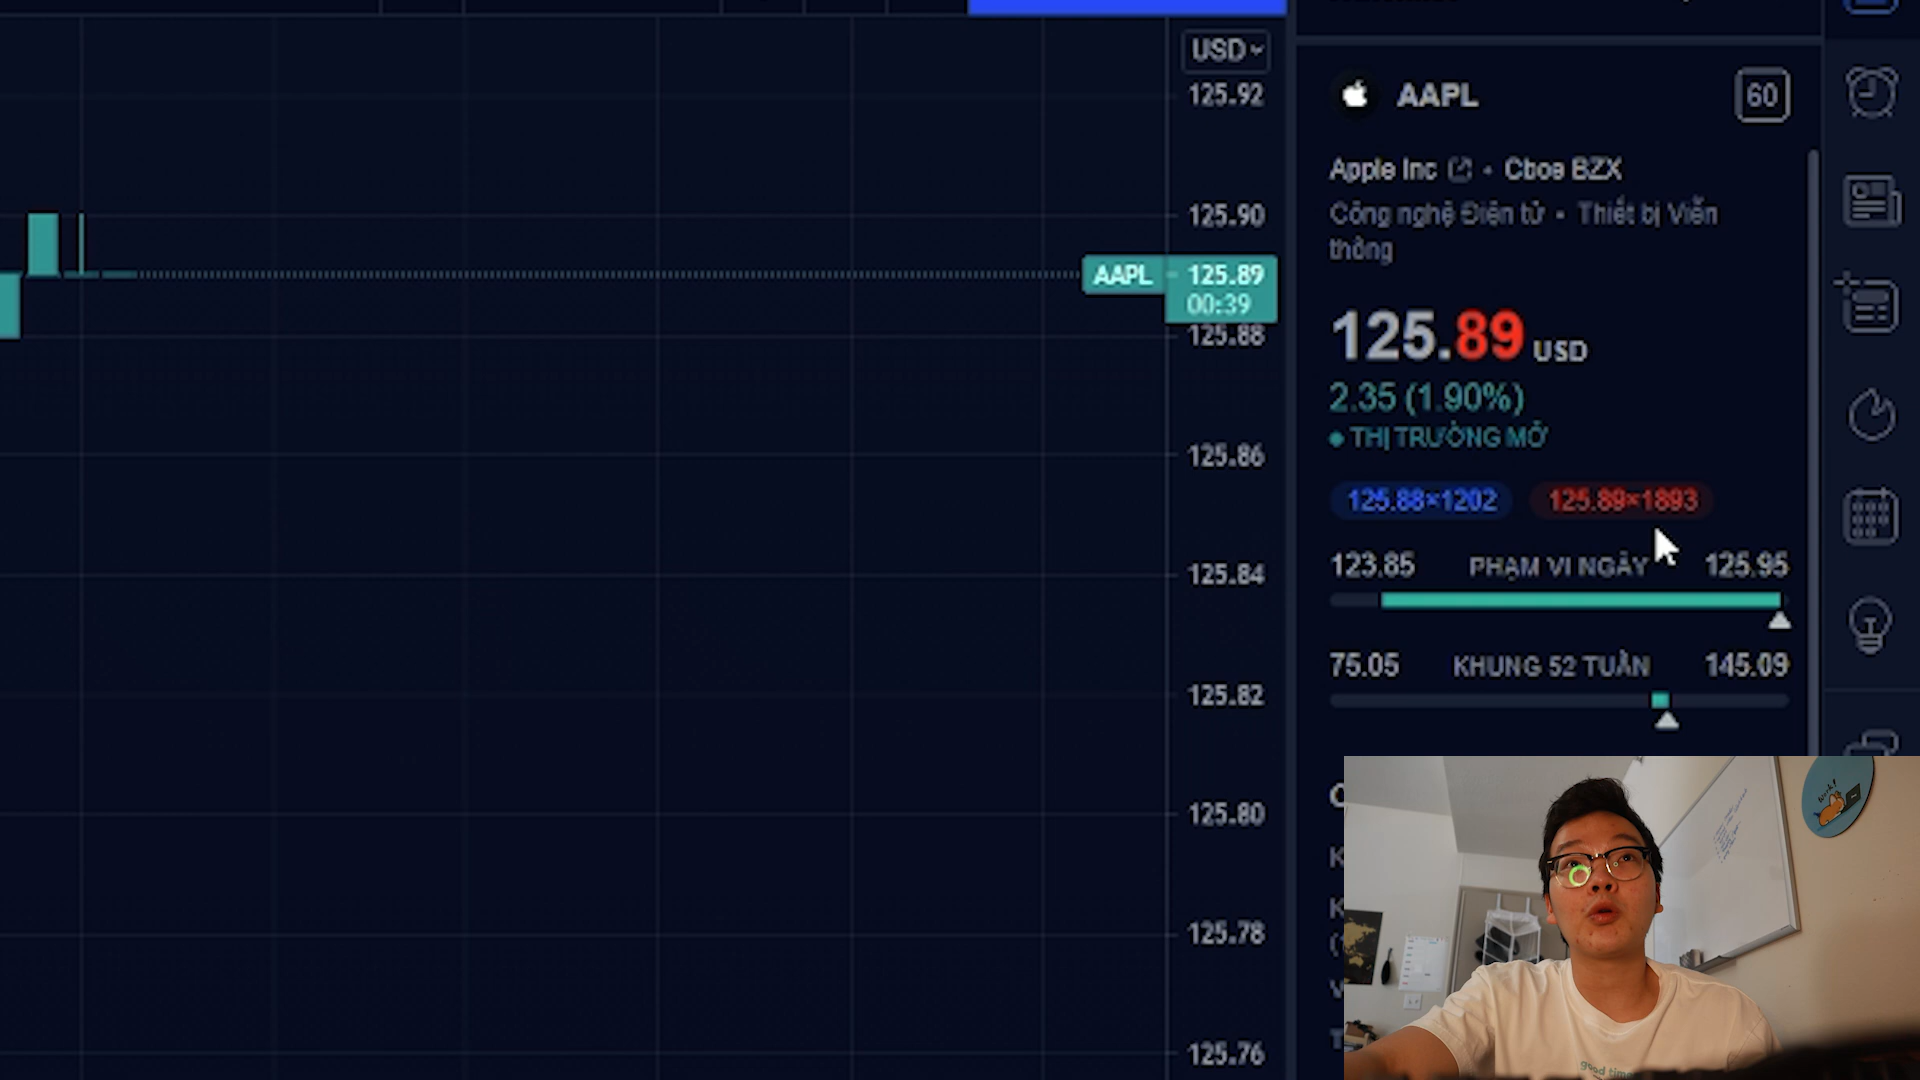 USD
125.92
125.90
AAPL 125.89
00:39
125.88
125.86
125.84
125.82
125.80
125.78
125.76
AAPL
60
Apple Inc • Cboe BZX
Công nghệ Điện tử • Thiết bị Viễn
thông
125.89 USD
2.35 (1.90%)
THỊ TRƯỜNG MỞ
125.88×1202 125.89×1893
123.85 PHẠM VI NGÀY 125.95
75.05 KHUNG 52 TUẦN 145.09
work!
good time